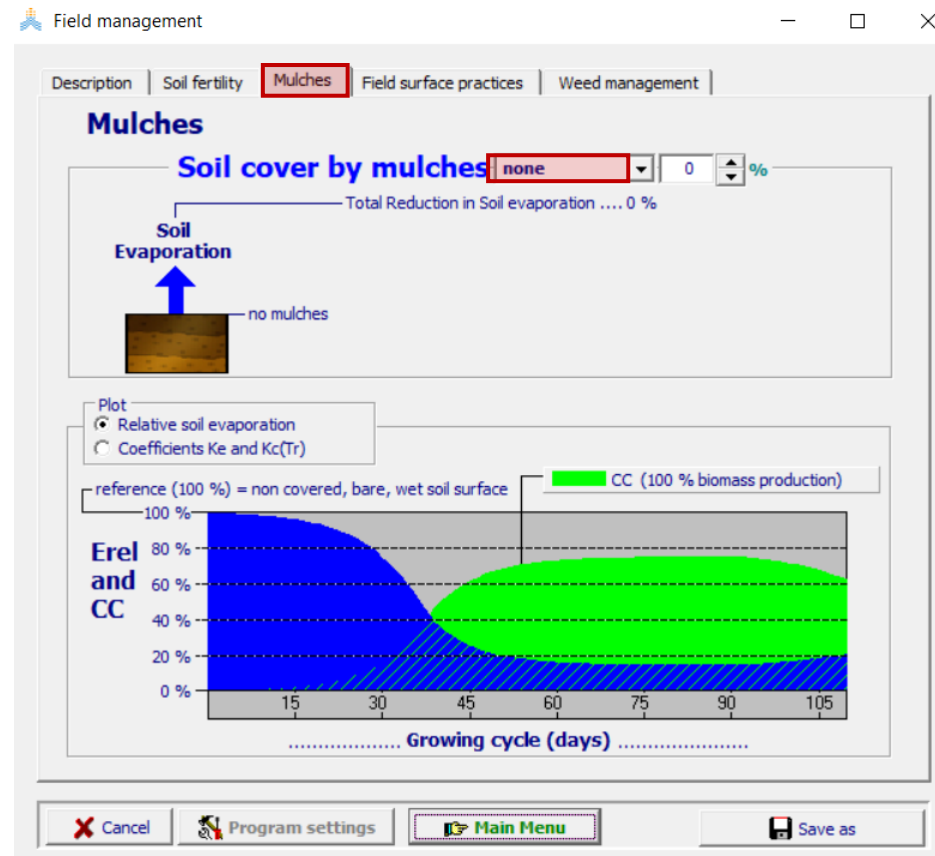 Field management
Description
Soil fertility
Mulches
Field surface practices
Weed management
Mulches
Soil cover by mulches none 0 %
Total Reduction in Soil evaporation .... 0 %
Soil
Evaporation
no mulches
Plot
Relative soil evaporation
Coefficients Ke and Kc(Tr)
reference (100 %) = non covered, bare, wet soil surface
CC (100 % biomass production)
100 %
80 %
60 %
40 %
20 %
0 %
Erel
and
CC
15 30 45 60 75 90 105
................... Growing cycle (days) ......................
Cancel
Program settings
Main Menu
Save as